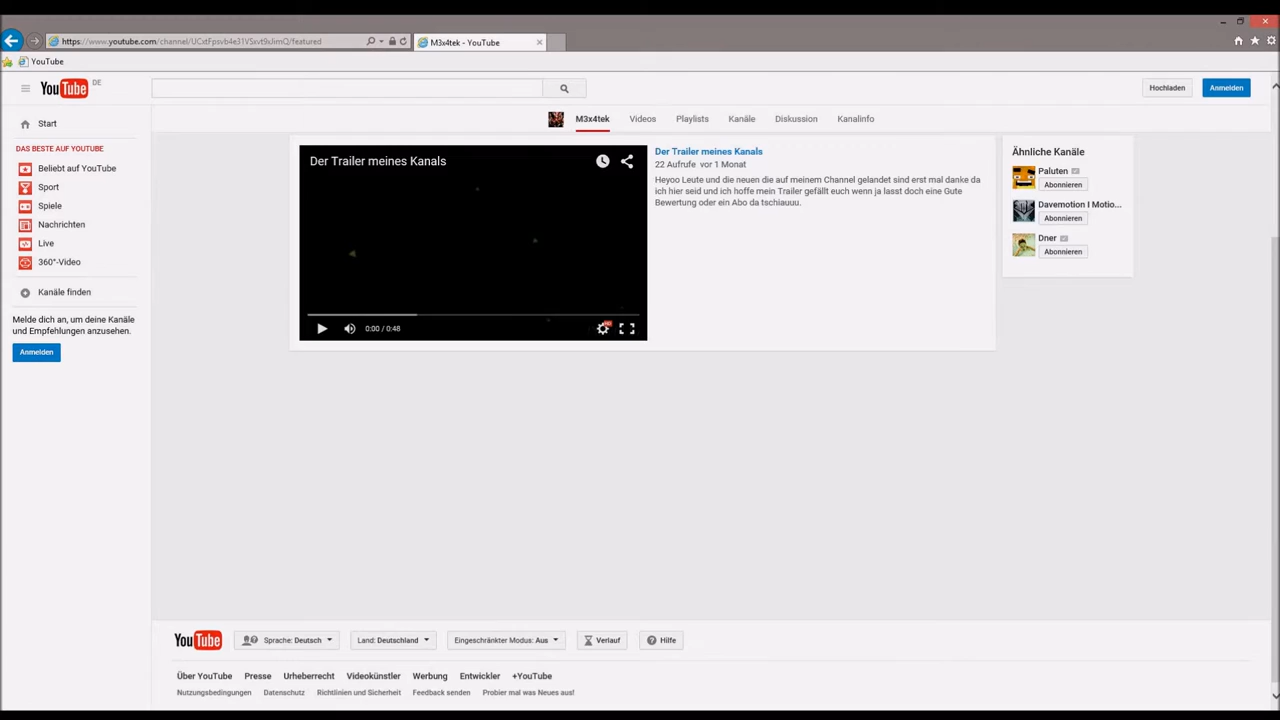 https://www.youtube.com/channel/UCxtFpsvb4e31VSxvt9sJimQ/featured
M3x4tek - YouTube
YouTube
YouTube DE
Hochladen
Anmelden
M3x4tek
Videos
Playlists
Kanäle
Diskussion
Kanalinfo
Start
DAS BESTE AUF YOUTUBE
Beliebt auf YouTube
Sport
Spiele
Nachrichten
Live
360°-Video
Kanäle finden
Melde dich an, um deine Kanäle
und Empfehlungen anzusehen.
Anmelden
Der Trailer meines Kanals
0:00 / 0:48
Der Trailer meines Kanals
22 Aufrufe vor 1 Monat
Heyoo Leute und die neuen die auf meinem Channel gelandet sind erst mal danke da
ich hier seid und ich hoffe mein Trailer gefällt euch wenn ja lasst doch eine Gute
Bewertung oder ein Abo da tschiauuu.
Ähnliche Kanäle
Paluten
Abonnieren
Davemotion I Motio...
Abonnieren
Dner
Abonnieren
YouTube
Sprache: Deutsch
Land: Deutschland
Eingeschränkter Modus: Aus
Verlauf
Hilfe
Über YouTube
Presse
Urheberrecht
Videokünstler
Werbung
Entwickler
+YouTube
Nutzungsbedingungen
Datenschutz
Richtlinien und Sicherheit
Feedback senden
Probier mal was Neues aus!